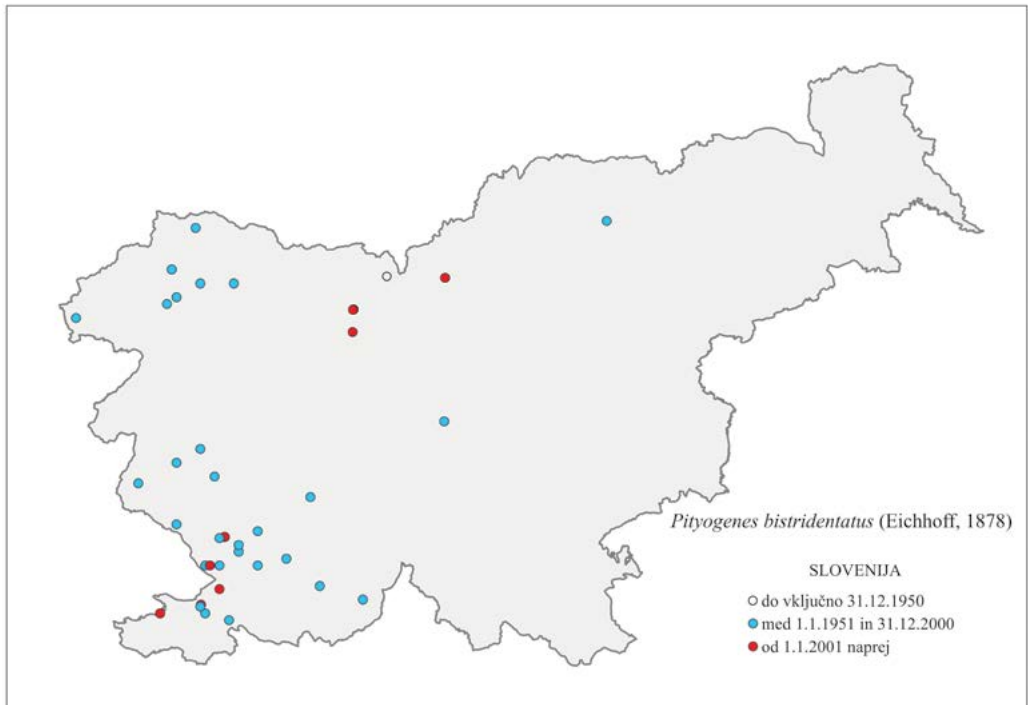 Pityogenes bistridentatus (Eichhoff, 1878)
SLOVENIJA
do vključno 31.12.1950
med 1.1.1951 in 31.12.2000
od 1.1.2001 naprej